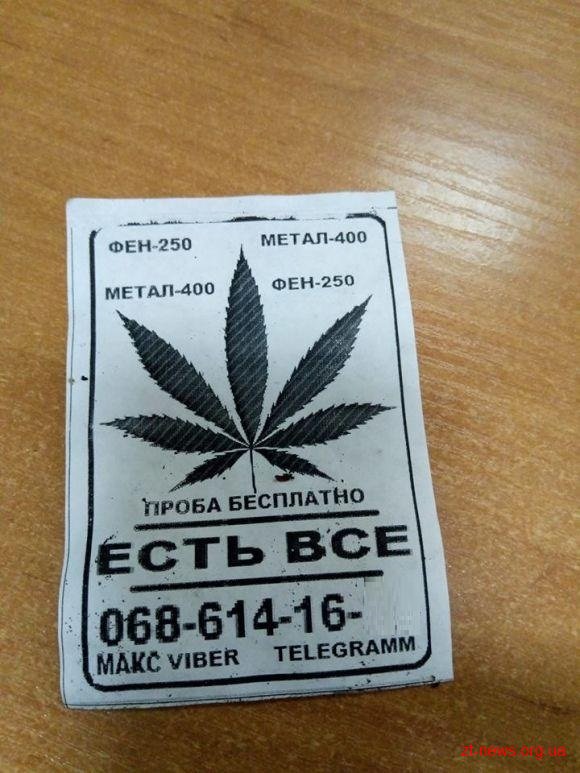 ФЕН-250 МЕТАЛ-400
МЕТАЛ-400 ФЕН-250
ПРОБА БЕСПЛАТНО
ЕСТЬ ВСЕ
068-614-16-
МАКС VIBER TELEGRAMM
zt-news.org.ua